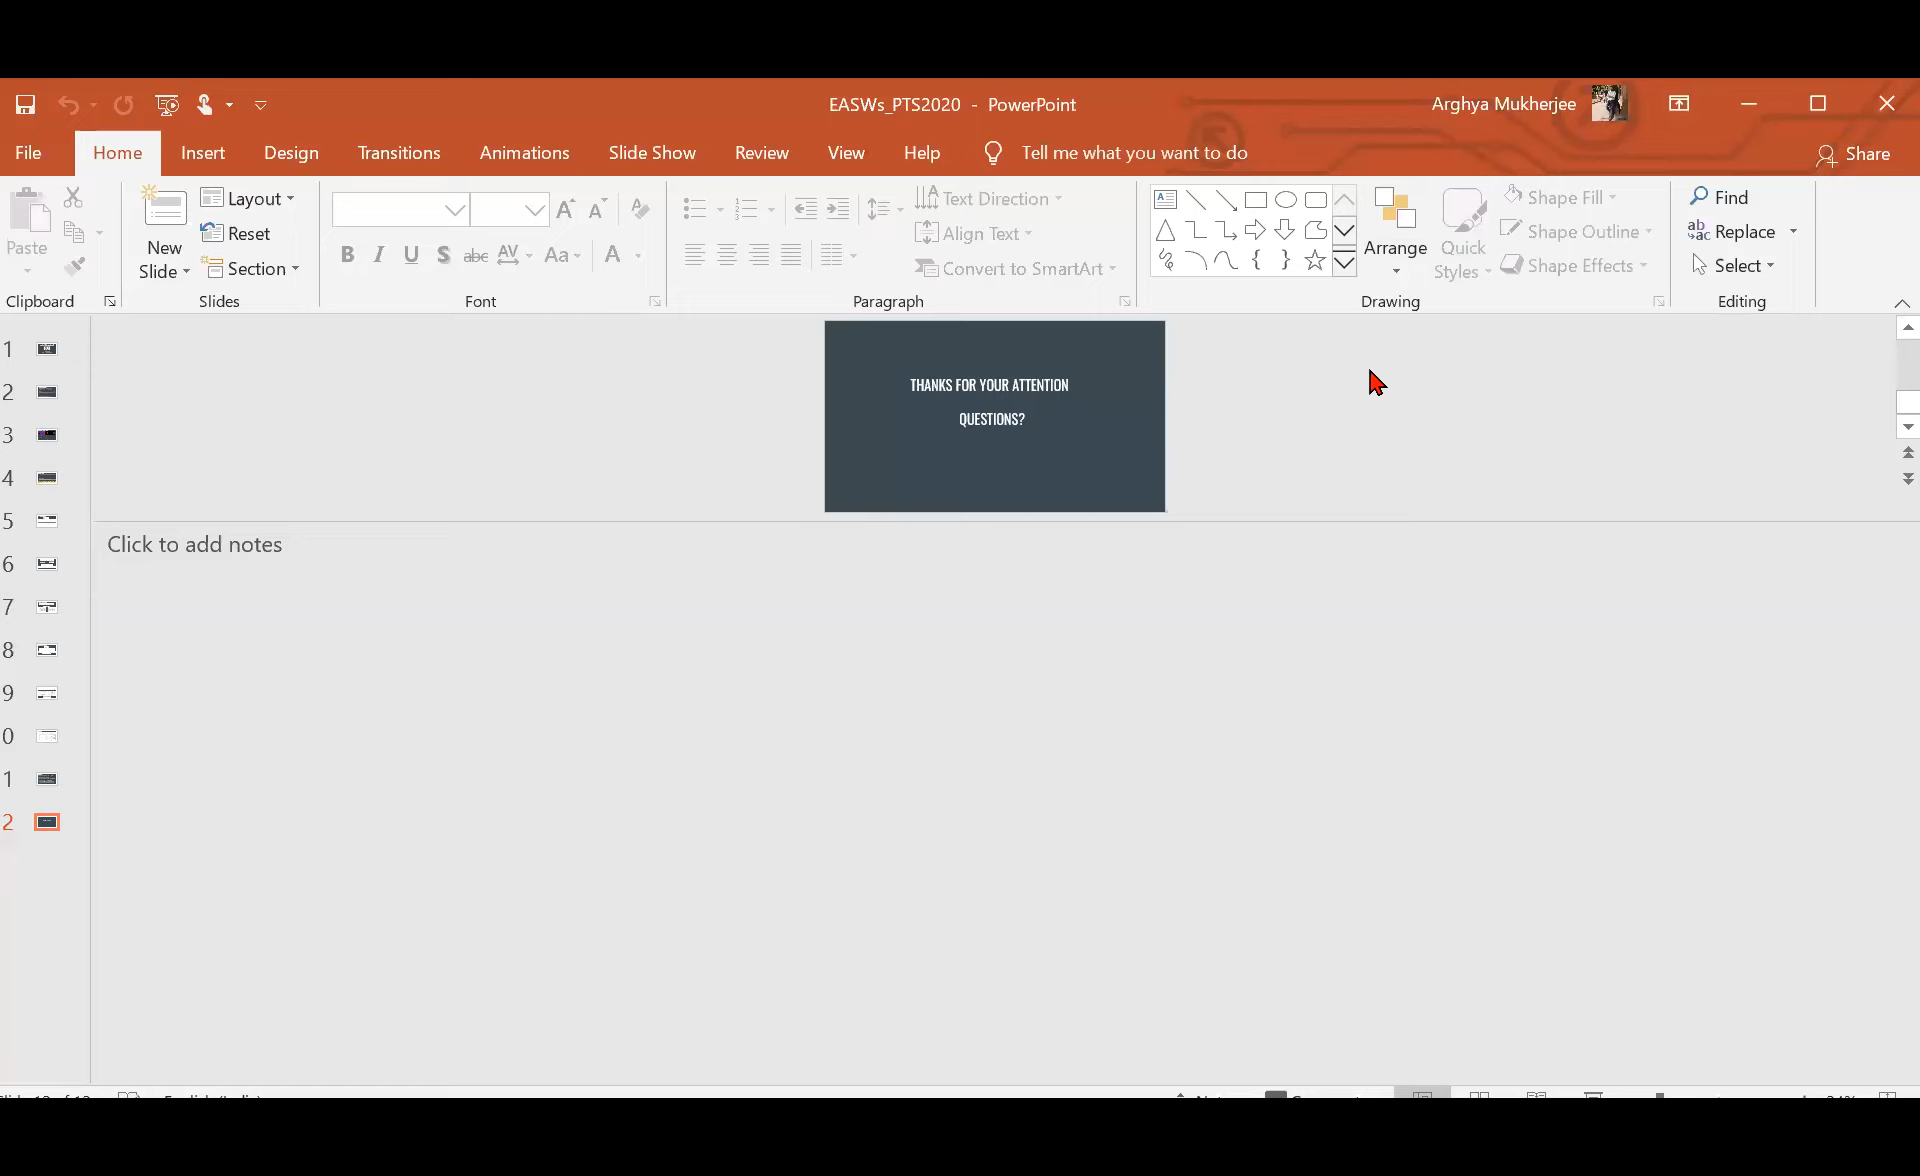 EASWs_PTS2020 - PowerPoint
Arghya Mukherjee
File Home Insert Design Transitions Animations Slide Show Review View Help Tell me what you want to do
Share
Paste
Clipboard
New
Slide
Layout
Reset
Section
Slides
B I U S abc AV Aa A
Font
Text Direction
Align Text
Convert to SmartArt
Paragraph
Arrange
Quick
Styles
Shape Fill
Shape Outline
Shape Effects
Drawing
Find
Replace
Select
Editing
1
2
3
4
5
6
7
8
9
0
1
2
THANKS FOR YOUR ATTENTION
QUESTIONS?
Click to add notes